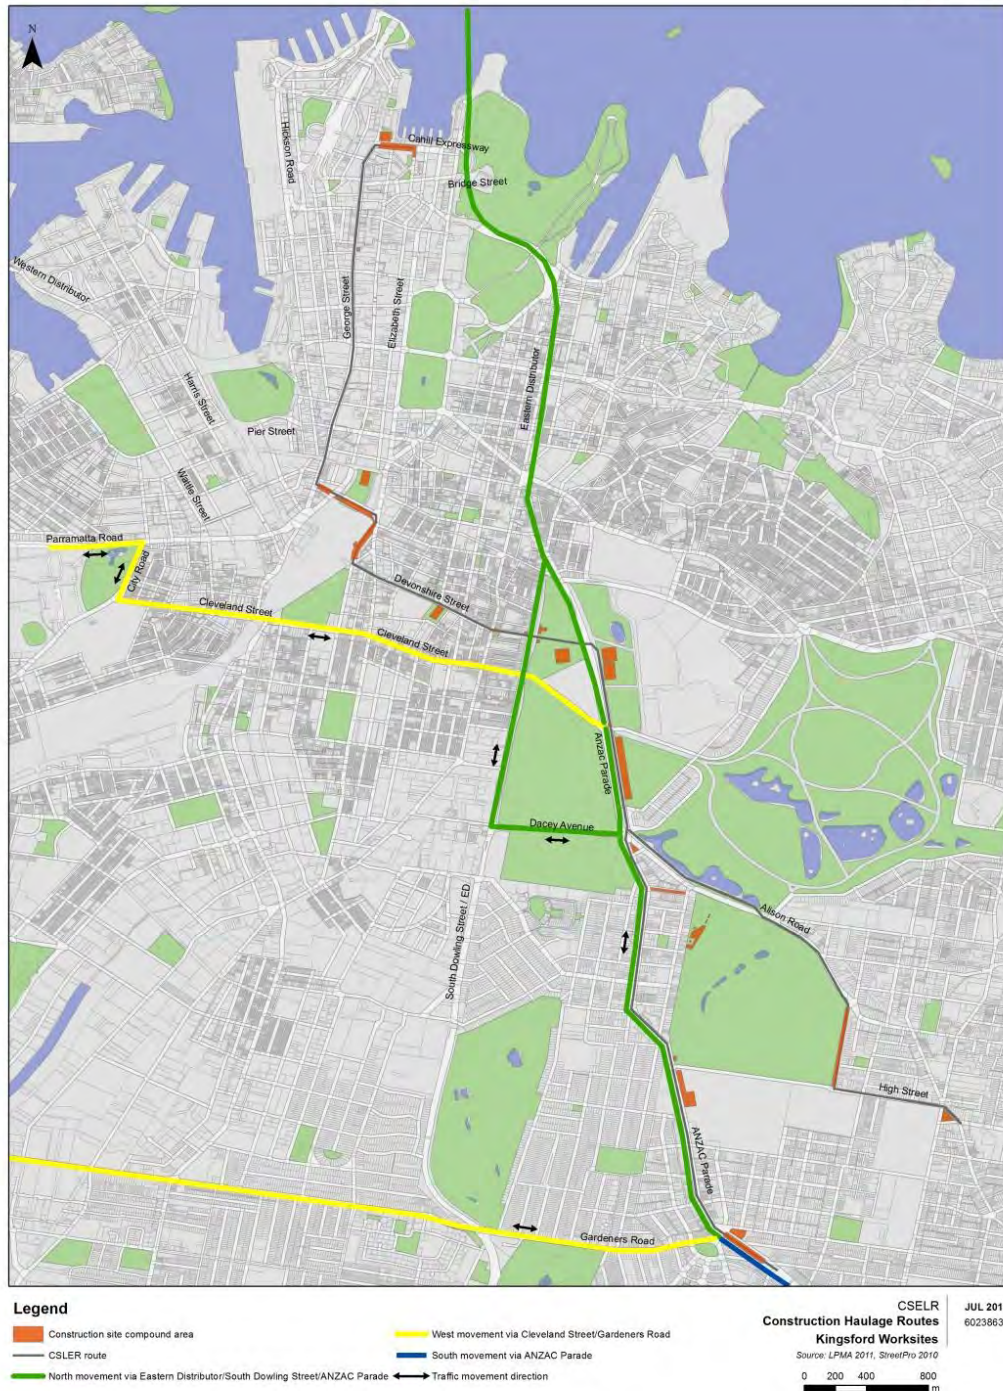 N
Hickson Road
Cahill Expressway
Bridge Street
Western Distributor
George Street
Elizabeth Street
Eastern Distributor
Harris Street
Pier Street
Wattle Street
Parramatta Road
City Road
Devonshire Street
Cleveland Street
Cleveland Street
Anzac Parade
Dacey Avenue
Alison Road
South Dowling Street / ED
High Street
ANZAC Parade
Gardeners Road
Legend
Construction site compound area
CSLER route
North movement via Eastern Distributor/South Dowling Street/ANZAC Parade
West movement via Cleveland Street/Gardeners Road
South movement via ANZAC Parade
Traffic movement direction
CSELR
Construction Haulage Routes
Kingsford Worksites
Source: LPMA 2011, StreetPro 2010
JUL 201
6023863
0 200 400 800
m